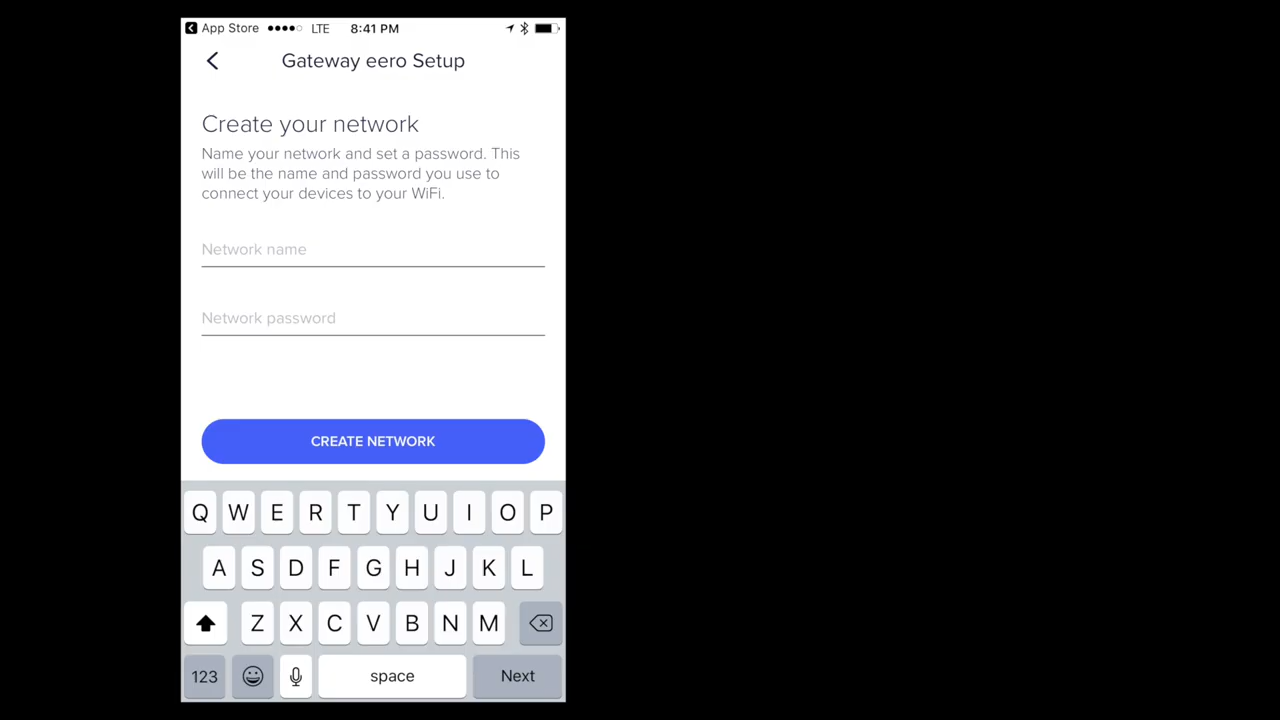 App Store LTE 8:41 PM
Gateway eero Setup
Create your network
Name your network and set a password. This
will be the name and password you use to
connect your devices to your WiFi.
Network name
Network password
CREATE NETWORK
Q W E R T Y U I O P
A S D F G H J K L
Z X C V B N M
123 space Next